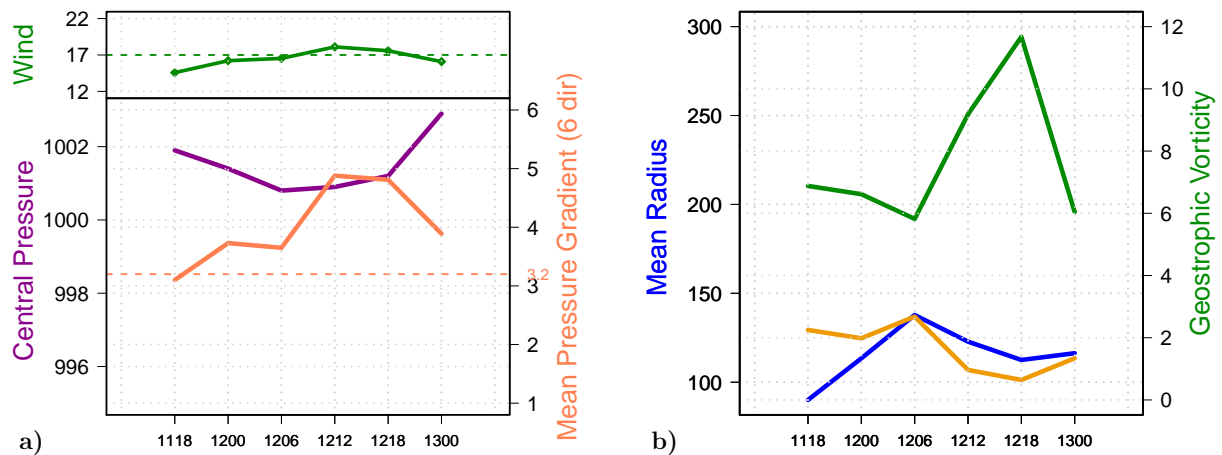 Wind
22
17
12
Central Pressure
1002
1000
998
996
6
5
4
3
2
1
3.2
Mean Pressure Gradient (6 dir)
1118 1200 1206 1212 1218 1300
a)
Mean Radius
300
250
200
150
100
12
10
8
6
4
2
0
Geostrophic Vorticity
1118 1200 1206 1212 1218 1300
b)